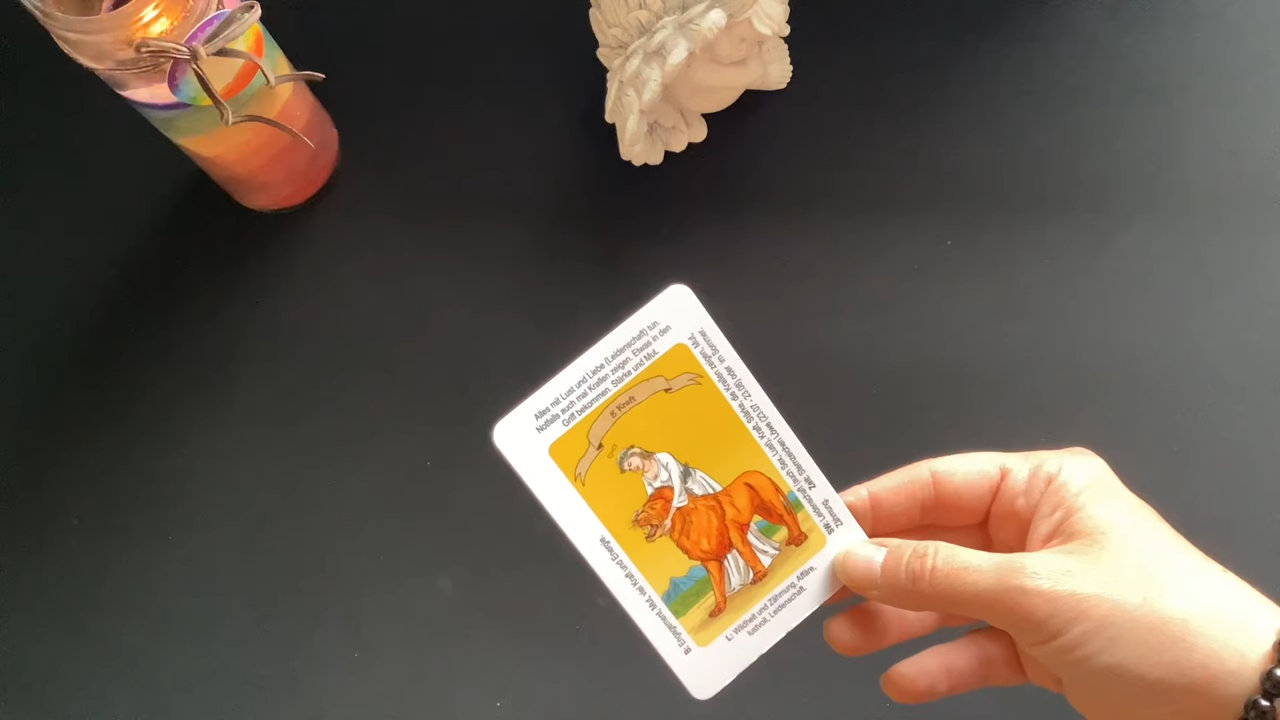 Alles mit Lust und Liebe (Leidenschaft) tun.
Notfalls auch mal Krallen zeigen. Etwas in den
Griff bekommen. Stärke und Mut.
8 Kraft
B: Engagement, Mut, viel Kraft und Energie.
SW: Leidenschaft (auch Sex, Lust), Kraft, Stärke, die Krallen zeigen, Mut,
Zähmung. Zeit: Sternzeichen Löwe (23.07 - 23.08) oder im Sommer.
L: Wildheit und Zähmung, Affäre,
lustvoll, Leidenschaft.